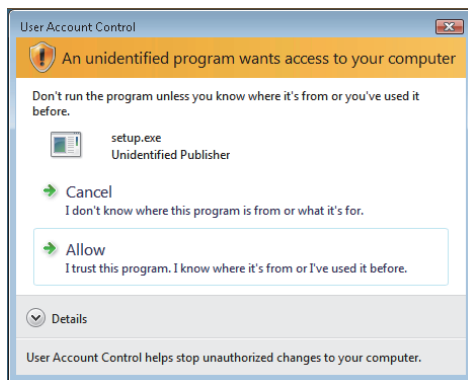 User Account Control
An unidentified program wants access to your computer
Don't run the program unless you know where it's from or you've used it
before.
setup.exe
Unidentified Publisher
Cancel
I don't know where this program is from or what it's for.
Allow
I trust this program. I know where it's from or I've used it before.
Details
User Account Control helps stop unauthorized changes to your computer.